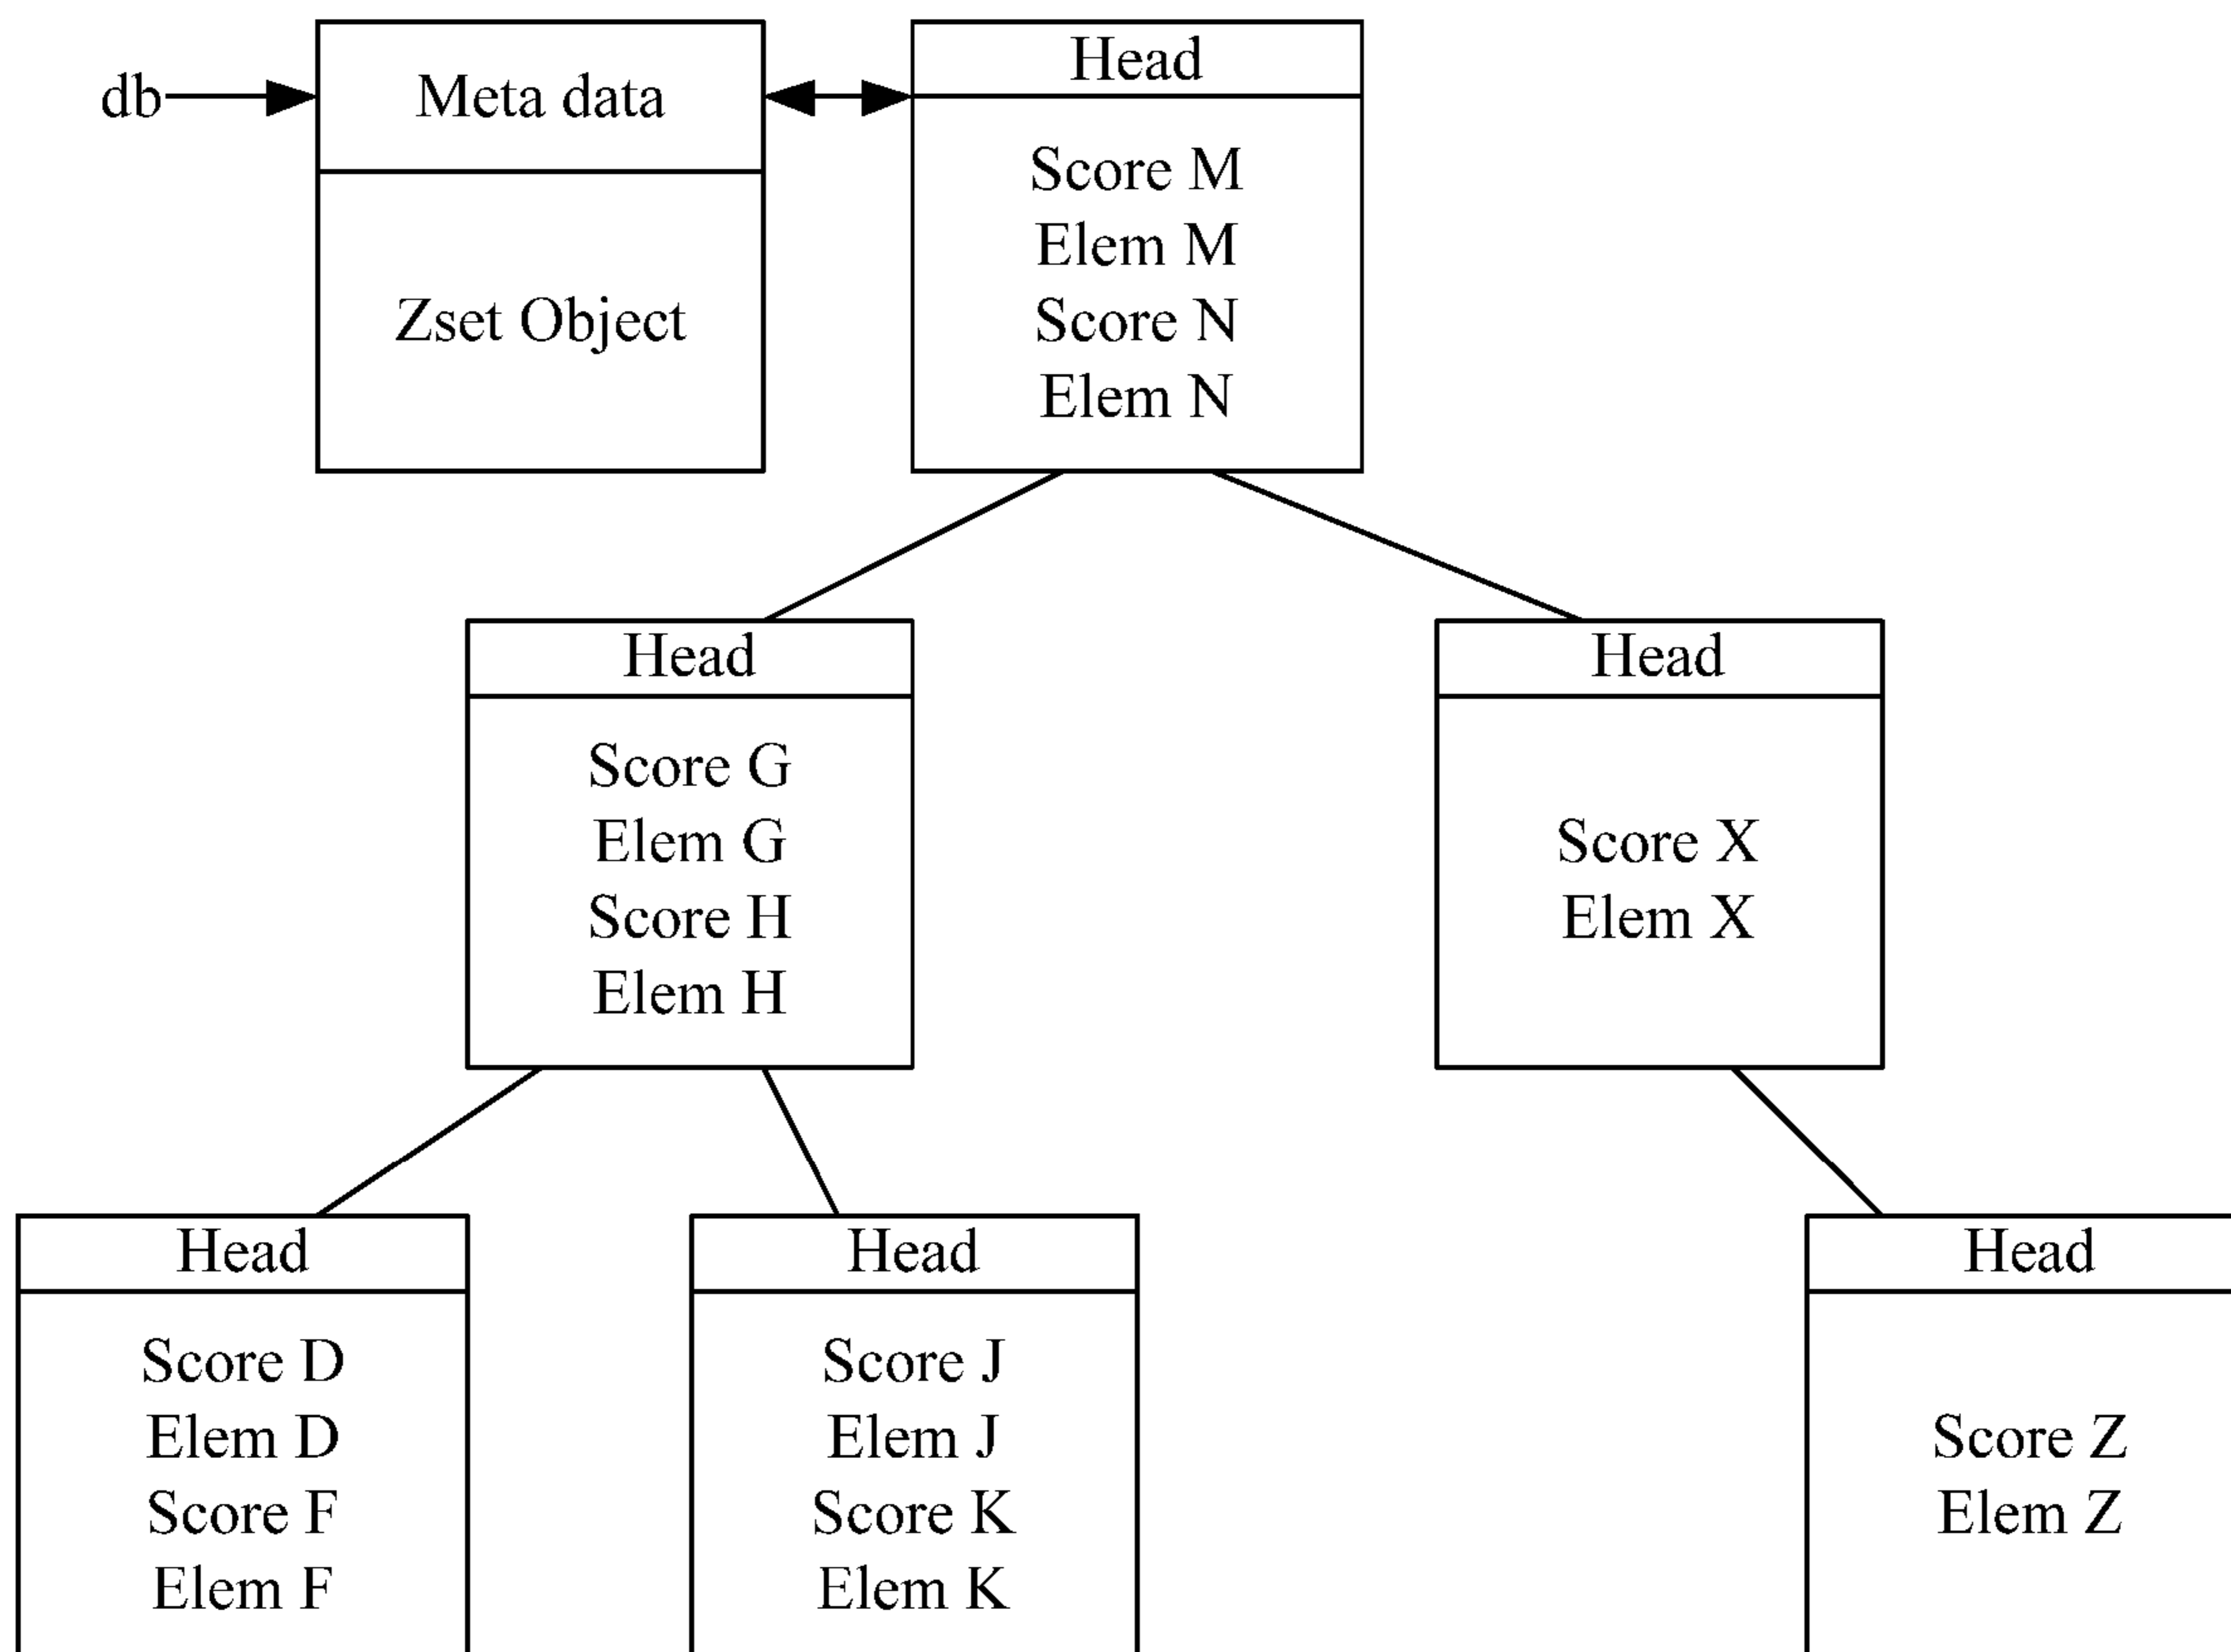 db
Meta data
Zset Object
Head
Score M
Elem M
Score N
Elem N
Head
Score G
Elem G
Score H
Elem H
Head
Score X
Elem X
Head
Score D
Elem D
Score F
Elem F
Head
Score J
Elem J
Score K
Elem K
Head
Score Z
Elem Z